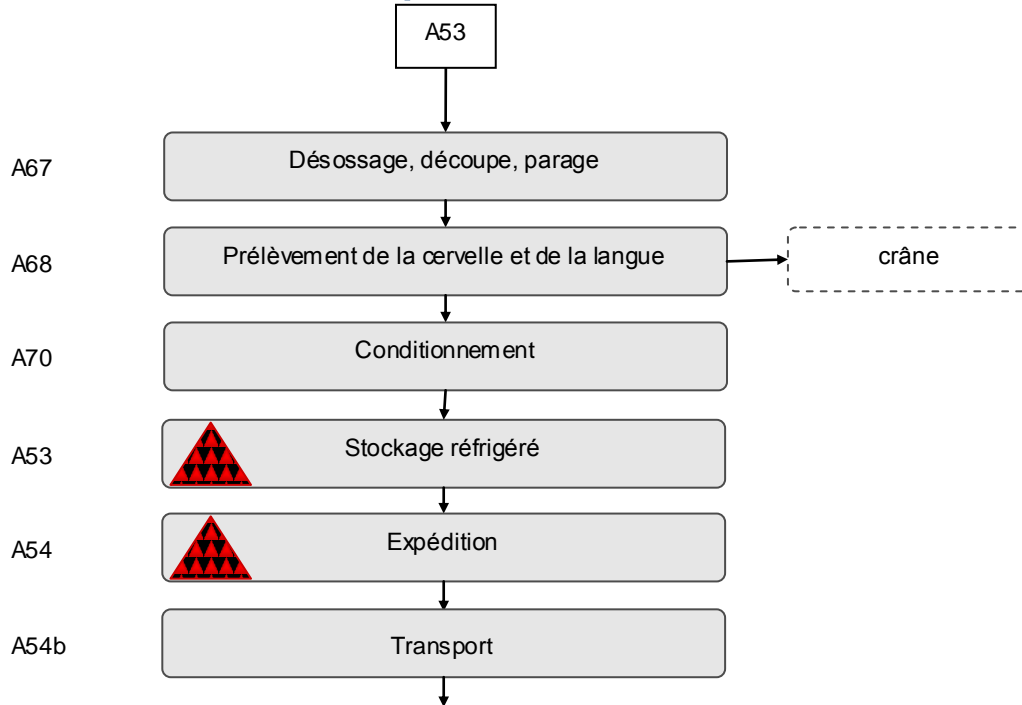 A53
A67
Désossage, découpe, parage
A68
Prélèvement de la cervelle et de la langue
crâne
A70
Conditionnement
A53
Stockage réfrigéré
A54
Expédition
A54b
Transport